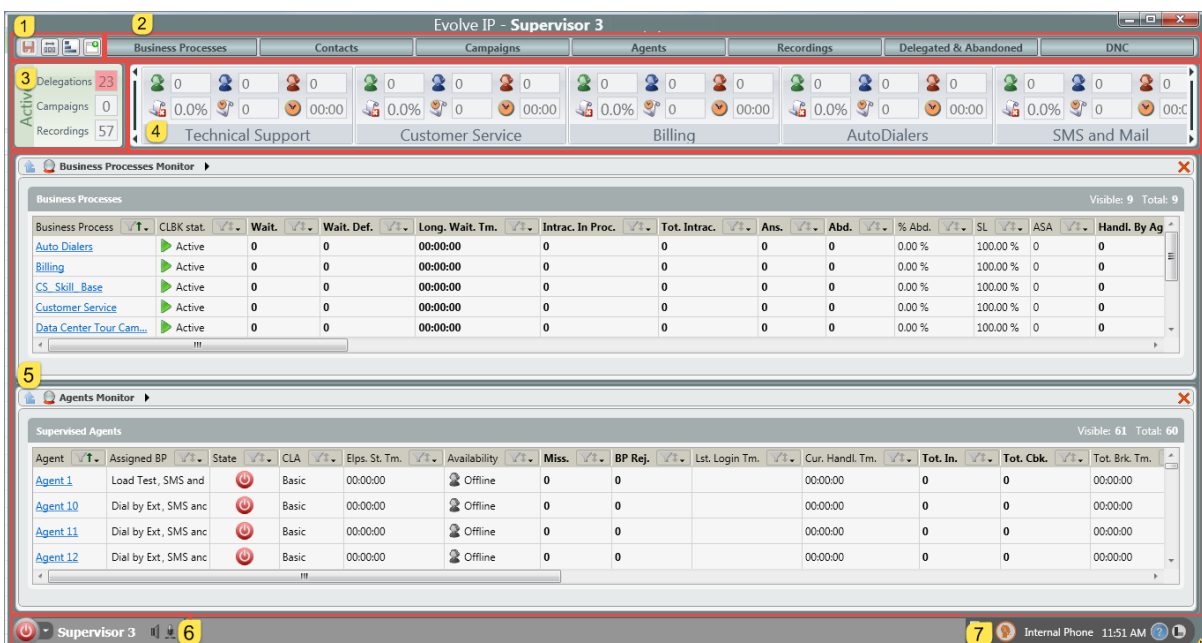 1
2
Evolve IP - Supervisor 3
Business Processes Contacts Campaigns Agents Recordings Delegated & Abandoned DNC
3
Active
Delegations 23
Campaigns 0
Recordings 57
0 0 0 0 0 0 0 0 0 0 0 0 0 0 0
0.0% 0 00:00 0.0% 0 00:00 0.0% 0 00:00 0.0% 0 00:00 0.0% 0
4
Technical Support Customer Service Billing AutoDialers SMS and Mail
Business Processes Monitor
Business Processes Visible: 9 Total: 9
Business Process CLBK stat. Wait. Wait. Def. Long. Wait. Tm. Intrac. In Proc. Tot. Intrac. Ans. Abd. % Abd. SL ASA Handl. By Ag
Auto Dialers Active 0 0 00:00:00 0 0 0 0 0.00 % 100.00 % 0 0
Billing Active 0 0 00:00:00 0 0 0 0 0.00 % 100.00 % 0 0
CS_Skill_Base Active 0 0 00:00:00 0 0 0 0 0.00 % 100.00 % 0 0
Customer Service Active 0 0 00:00:00 0 0 0 0 0.00 % 100.00 % 0 0
Data Center Tour Cam... Active 0 0 00:00:00 0 0 0 0 0.00 % 100.00 % 0 0
5
Agents Monitor
Supervised Agents Visible: 61 Total: 60
Agent Assigned BP State CLA Elps. St. Tm. Availability Miss. BP Rej. Lst. Login Tm. Cur. Handl. Tm. Tot. In. Tot. Cbk. Tot. Brk. Tm.
Agent 1 Load Test, SMS and Basic 00:00:00 Offline 0 0 00:00:00 0 0 00:00:00
Agent 10 Dial by Ext, SMS anc Basic 00:00:00 Offline 0 0 00:00:00 0 0 00:00:00
Agent 11 Dial by Ext, SMS anc Basic 00:00:00 Offline 0 0 00:00:00 0 0 00:00:00
Agent 12 Dial by Ext, SMS anc Basic 00:00:00 Offline 0 0 00:00:00 0 0 00:00:00
Supervisor 3 6 7 Internal Phone 11:51 AM ?